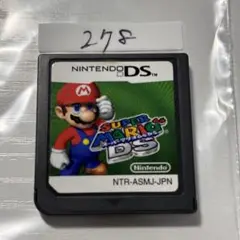 278
NINTENDO DS
SUPER
MARIO 64
DS
Nintendo
NTR-ASMJ-JPN